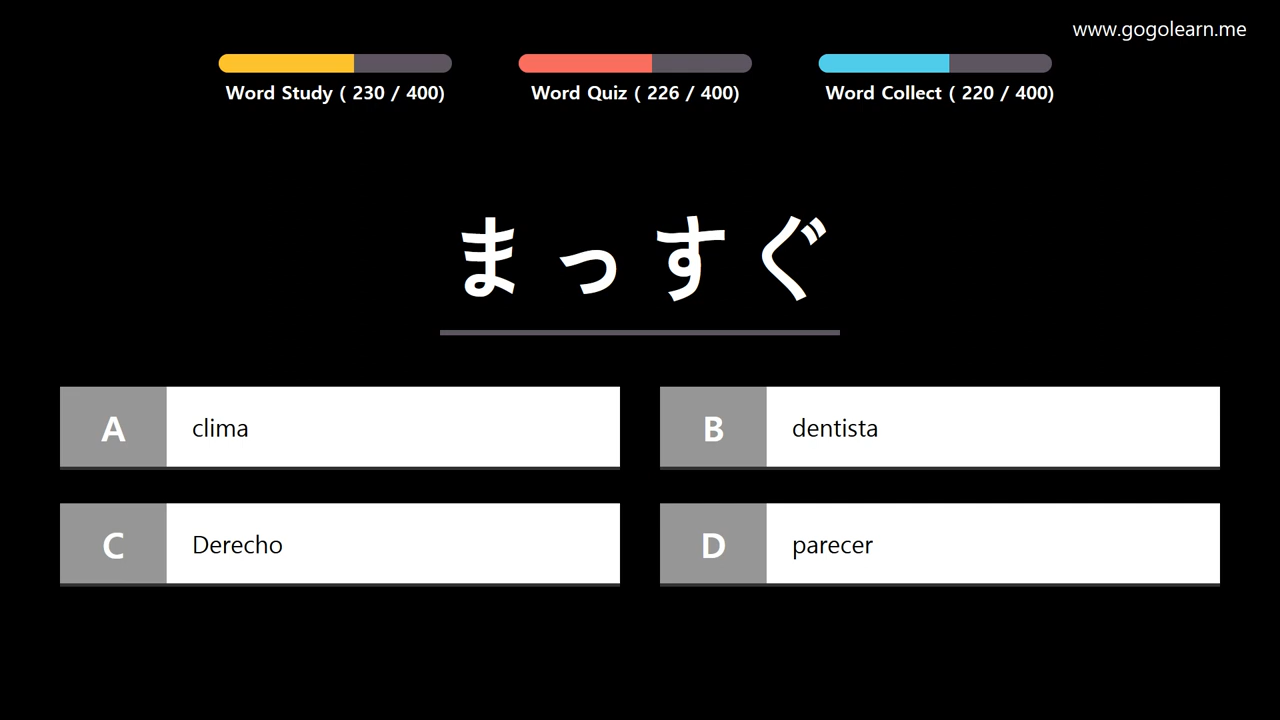 www.gogolearn.me
Word Study ( 230 / 400)
Word Quiz ( 226 / 400)
Word Collect ( 220 / 400)
まっすぐ
A clima
B dentista
C Derecho
D parecer